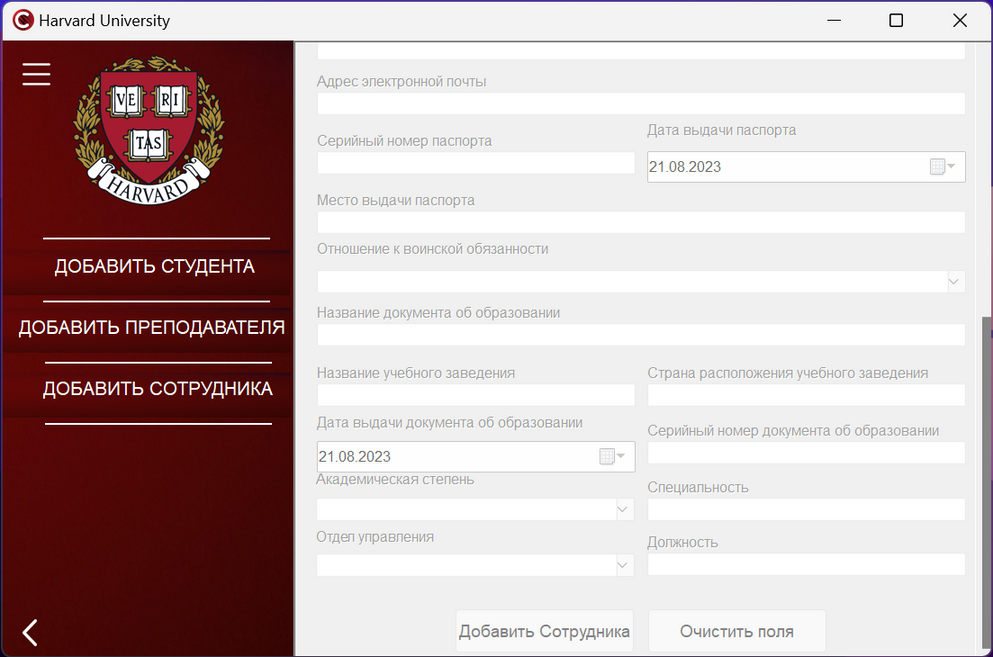 Harvard University
VE RI
TAS
HARVARD
ДОБАВИТЬ СТУДЕНТА
ДОБАВИТЬ ПРЕПОДАВАТЕЛЯ
ДОБАВИТЬ СОТРУДНИКА
Адрес электронной почты
Серийный номер паспорта
Дата выдачи паспорта
21.08.2023
Место выдачи паспорта
Отношение к воинской обязанности
Название документа об образовании
Название учебного заведения
Страна расположения учебного заведения
Дата выдачи документа об образовании
Серийный номер документа об образовании
21.08.2023
Академическая степень
Специальность
Отдел управления
Должность
Добавить Сотрудника
Очистить поля